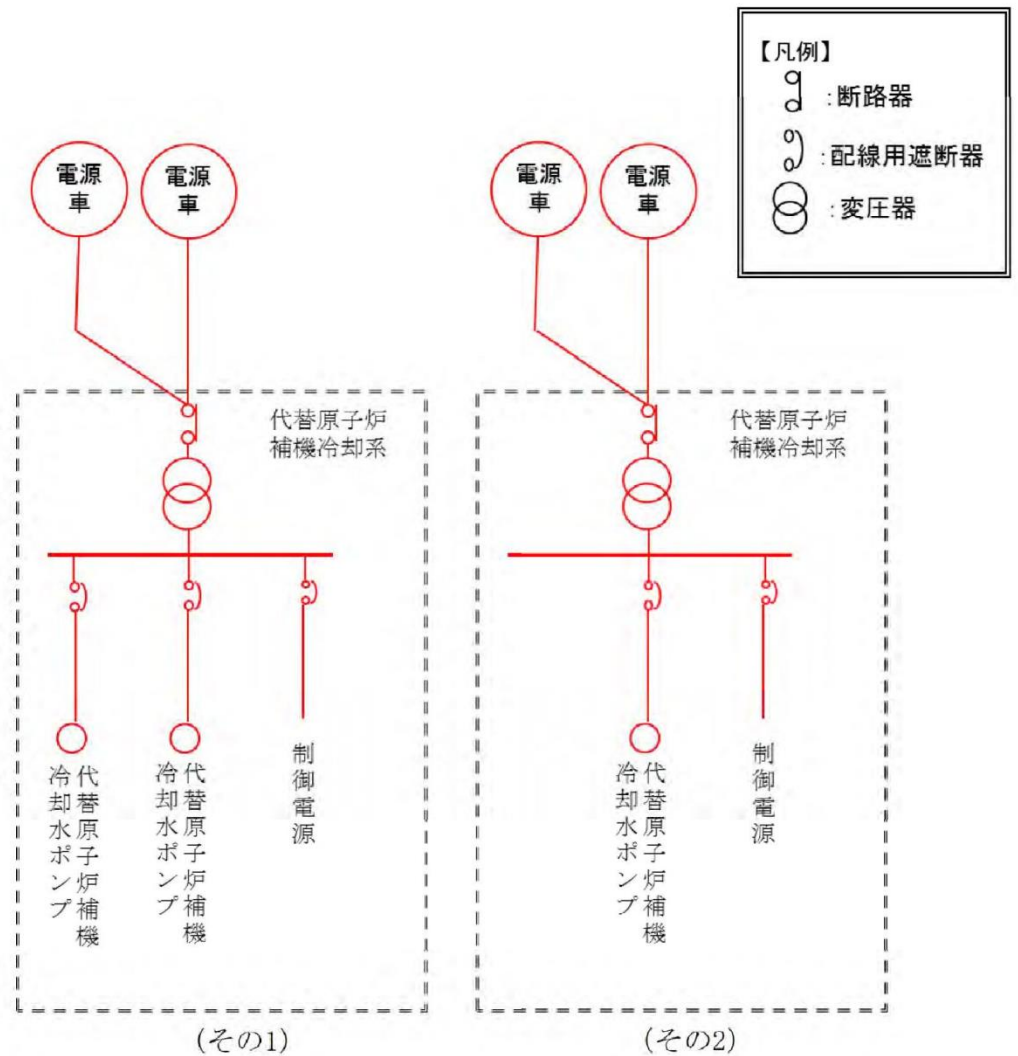 【凡例】
:断路器
:配線用遮断器
:変圧器
電源
車
電源
車
代替原子炉
補機冷却系
代替原子炉補機
冷却水ポンプ
代替原子炉補機
冷却水ポンプ
制御電源
(その1)
電源
車
電源
車
代替原子炉
補機冷却系
代替原子炉補機
冷却水ポンプ
制御電源
(その2)